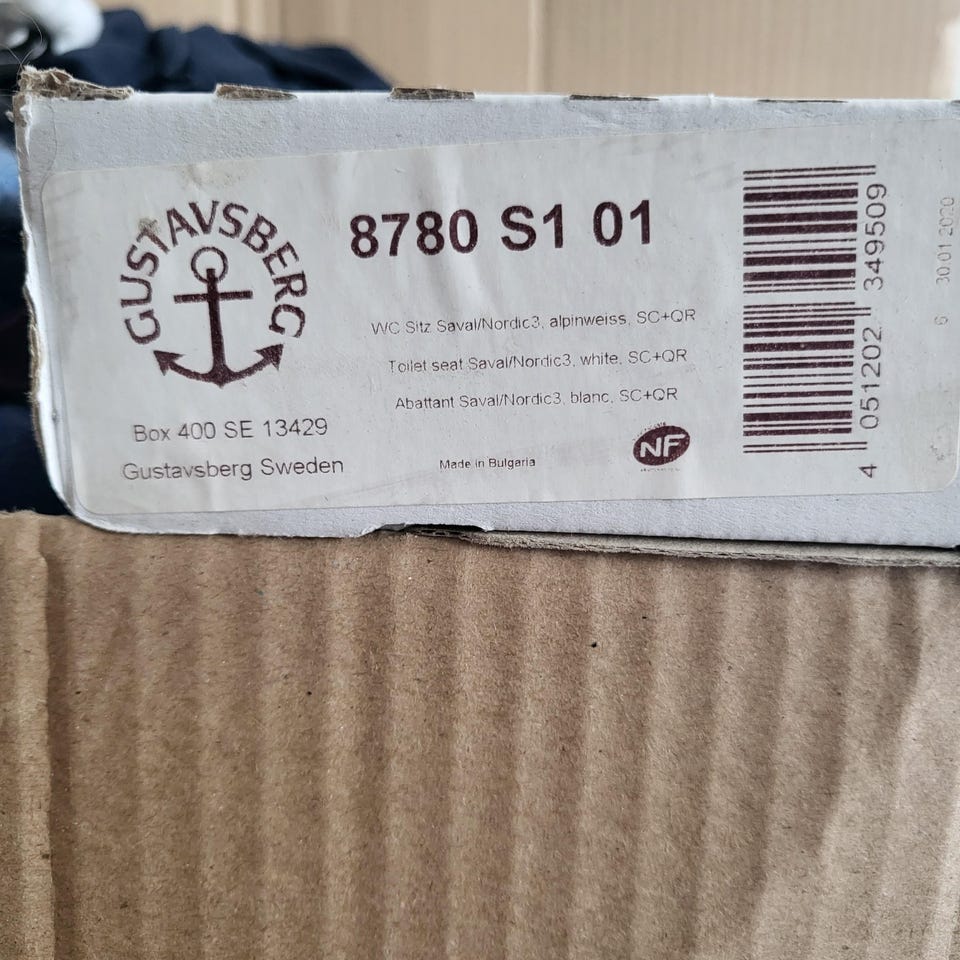 GUSTAVSBERG
8780 S1 01
WC Sitz Saval/Nordic3, alpinweiss, SC+QR
Toilet seat Saval/Nordic3, white, SC+QR
Abattant Saval/Nordic3, blanc, SC+QR
Box 400 SE 13429
Gustavsberg Sweden
Made in Bulgaria
NF
4 051202 349509
6 30.01 2020